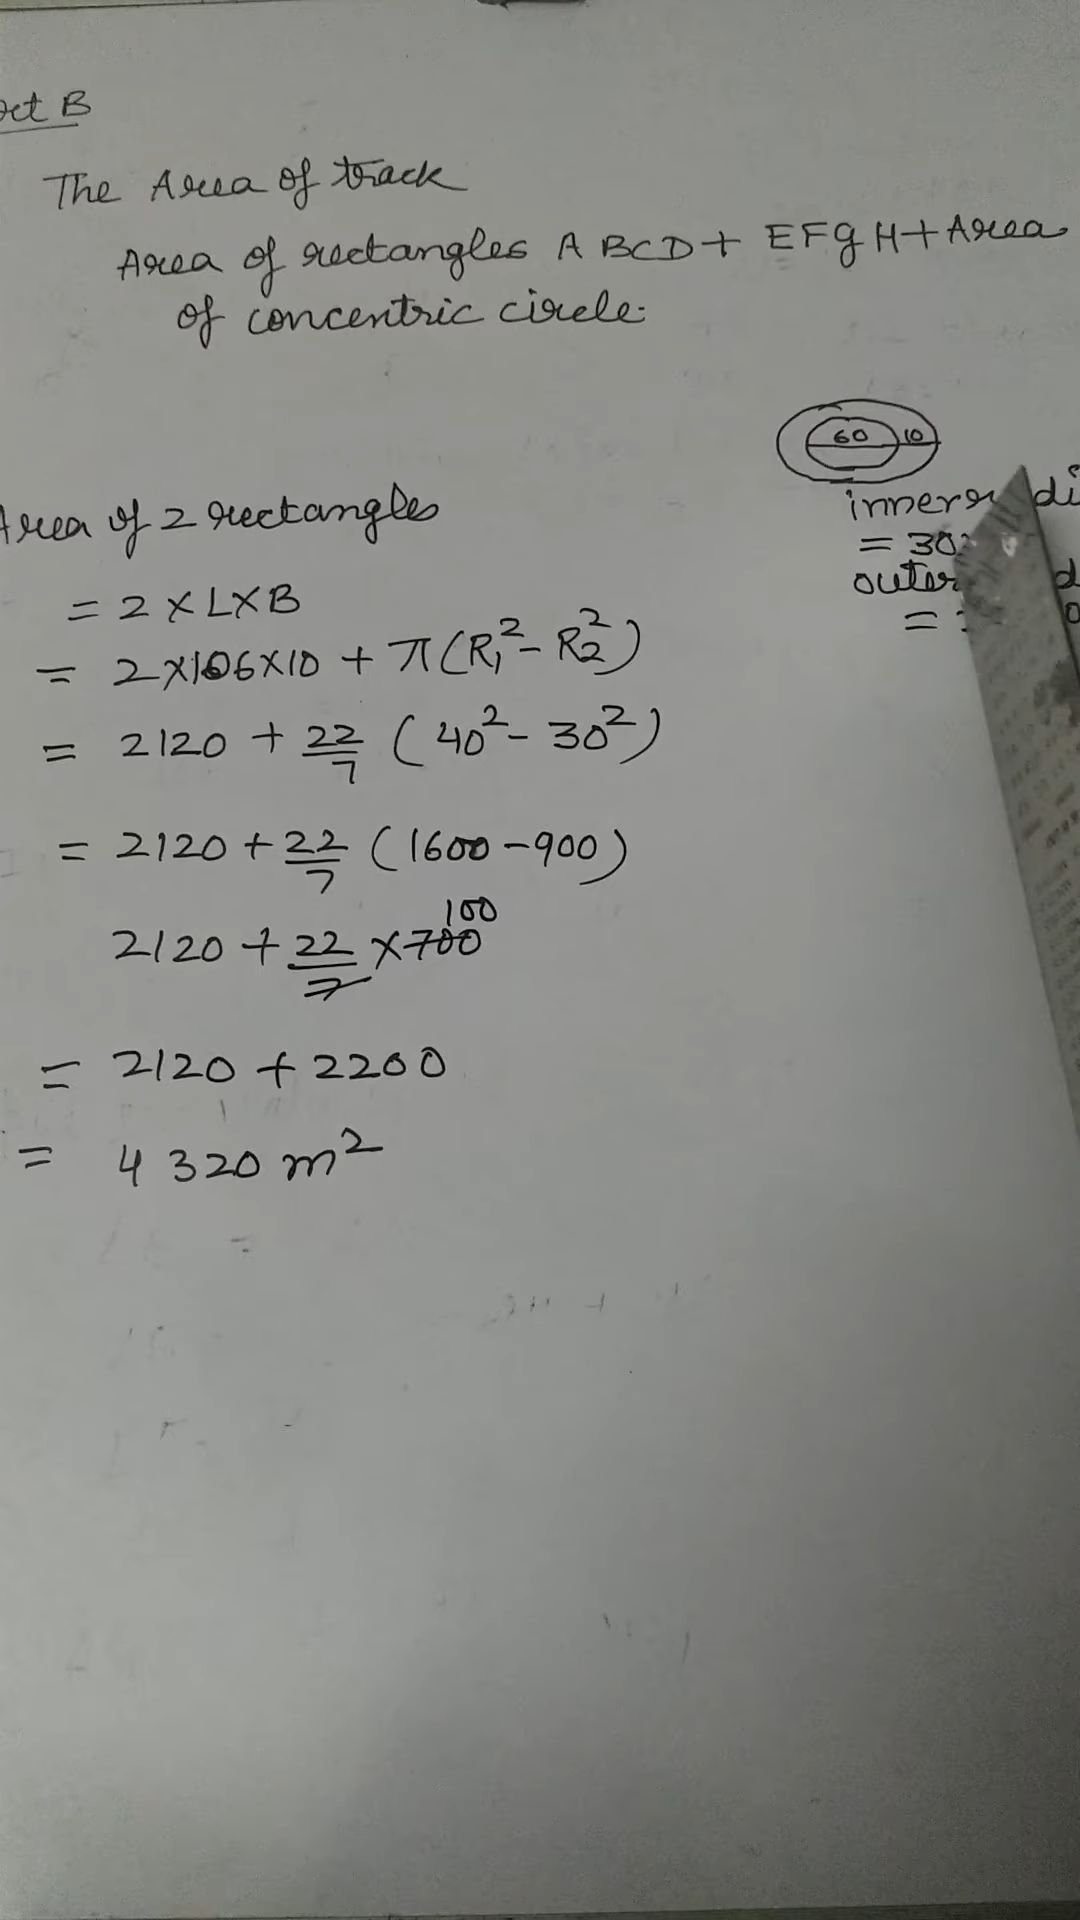 B
The Area of track
Area of rectangles ABCD + EFGH + Area
of concentric circle.
60 10
Area of 2 rectangles
inner
= 30
outer
= 2 × L × B
= 2×106×10 + π(R₁² - R₂²)
= 2120 + 22/7 (40² - 30²)
= 2120 + 22/7 (1600 - 900)
100
2120 + 22/7 × 700
= 2120 + 2200
= 4320 m²